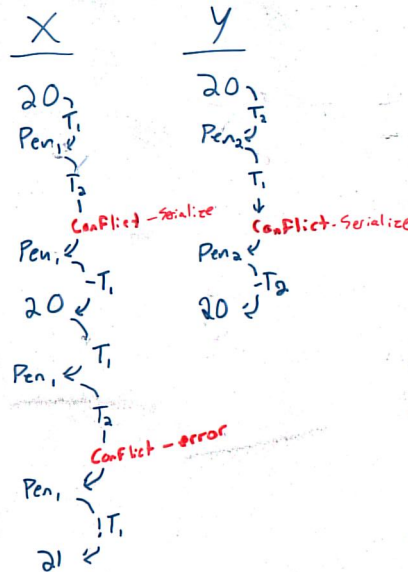 X
20
T₁
Pen₁
T₂
Conflict - Serialize
Pen₁
-T₁
20
T₁
Pen₁
T₂
Conflict - error
Pen₁
!T₁
21
Y
20
T₂
Pen₂
T₁
Conflict - Serialize
Pen₂
-T₂
20